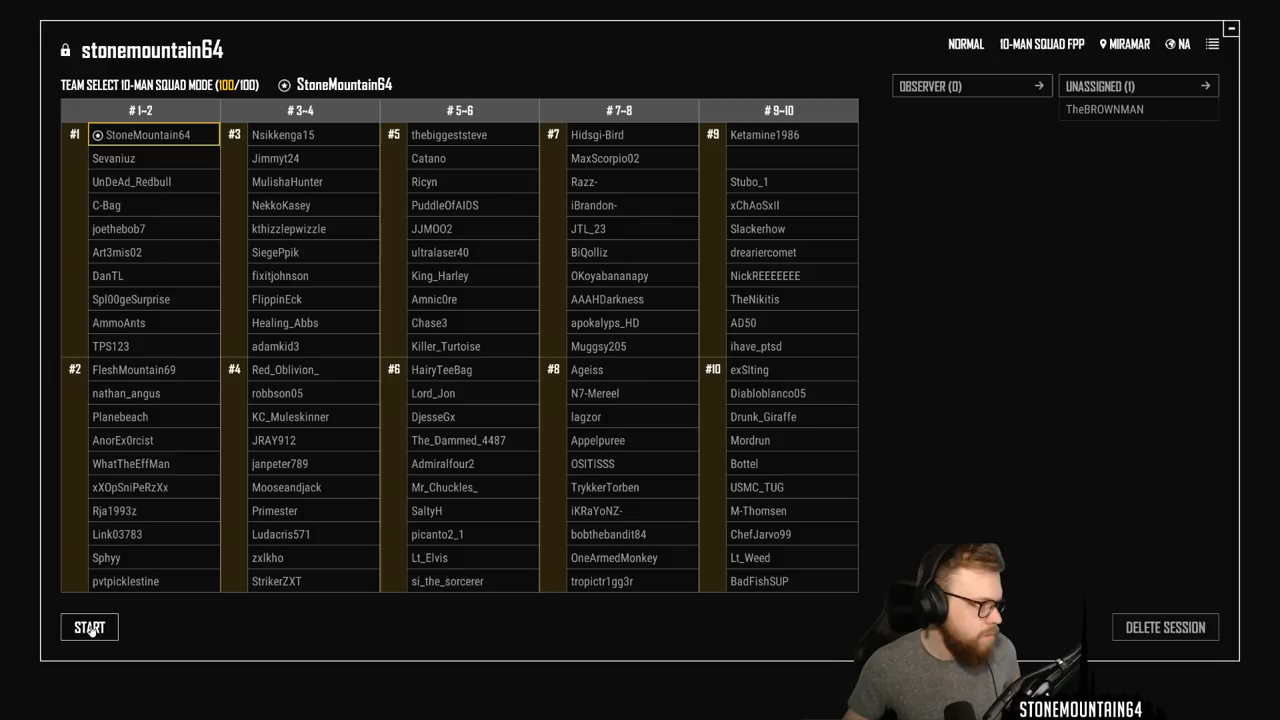 stonemountain64
NORMAL 10-MAN SQUAD FPP MIRAMAR NA
TEAM SELECT 10-MAN SQUAD MODE (100/100) StoneMountain64
OBSERVER (0)
UNASSIGNED (1)
TheBROWNMAN
# 1~2 # 3~4 # 5~6 # 7~8 # 9~10
#1 StoneMountain64 #3 Nsikkenga15 #5 thebiggeststeve #7 Hidsgi-Bird #9 Ketamine1986
Sevaniuz Jimmyt24 Catano MaxScorpio02
UnDeAd_Redbull MulishaHunter Ricyn Razz- Stubo_1
C-Bag NekkoKasey PuddleOfAIDS iBrandon- xChAoSxII
joethebob7 kthizzlepwizzle JJMOO2 JTL_23 Slackerhow
Art3mis02 SiegePpik ultralaser40 BiQolliz dreariercomet
DanTL fixitjohnson King_Harley OKoyabananapy NickREEEEEEE
Spl00geSurprise FlippinEck Amnic0re AAAHDarkness TheNikitis
AmmoAnts Healing_Abbs Chase3 apokalyps_HD AD50
TPS123 adamkid3 Killer_Turtoise Muggsy205 ihave_ptsd
#2 FleshMountain69 #4 Red_Oblivion_ #6 HairyTeeBag #8 Ageiss #10 exSIting
nathan_angus robbson05 Lord_Jon N7-Mereel Diabloblanco05
Planebeach KC_Muleskinner DjesseGx lagzor Drunk_Giraffe
AnorEx0rcist JRAY912 The_Dammed_4487 Appelpuree Mordrun
WhatTheEffMan janpeter789 Admiralfour2 OSITISSS Bottel
xXOpSniPeRzXx Mooseandjack Mr_Chuckles_ TrykkerTorben USMC_TUG
Rja1993z Primester SaltyH iKRaYoNZ- M-Thomsen
Link03783 Ludacris571 picanto2_1 bobthebandit84 ChefJarvo99
Sphyy zxlkho Lt_Elvis OneArmedMonkey Lt_Weed
pvtpicklestine StrikerZXT si_the_sorcerer tropictr1gg3r BadFishSUP
START
DELETE SESSION
STONEMOUNTAIN64